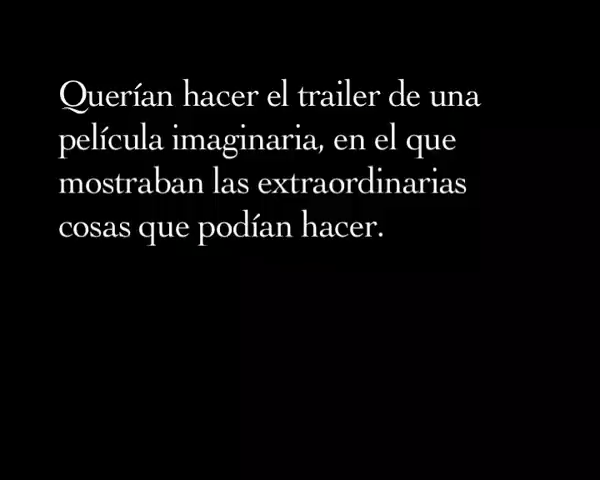 Querían hacer el trailer de una
película imaginaria, en el que
mostraban las extraordinarias
cosas que podían hacer.